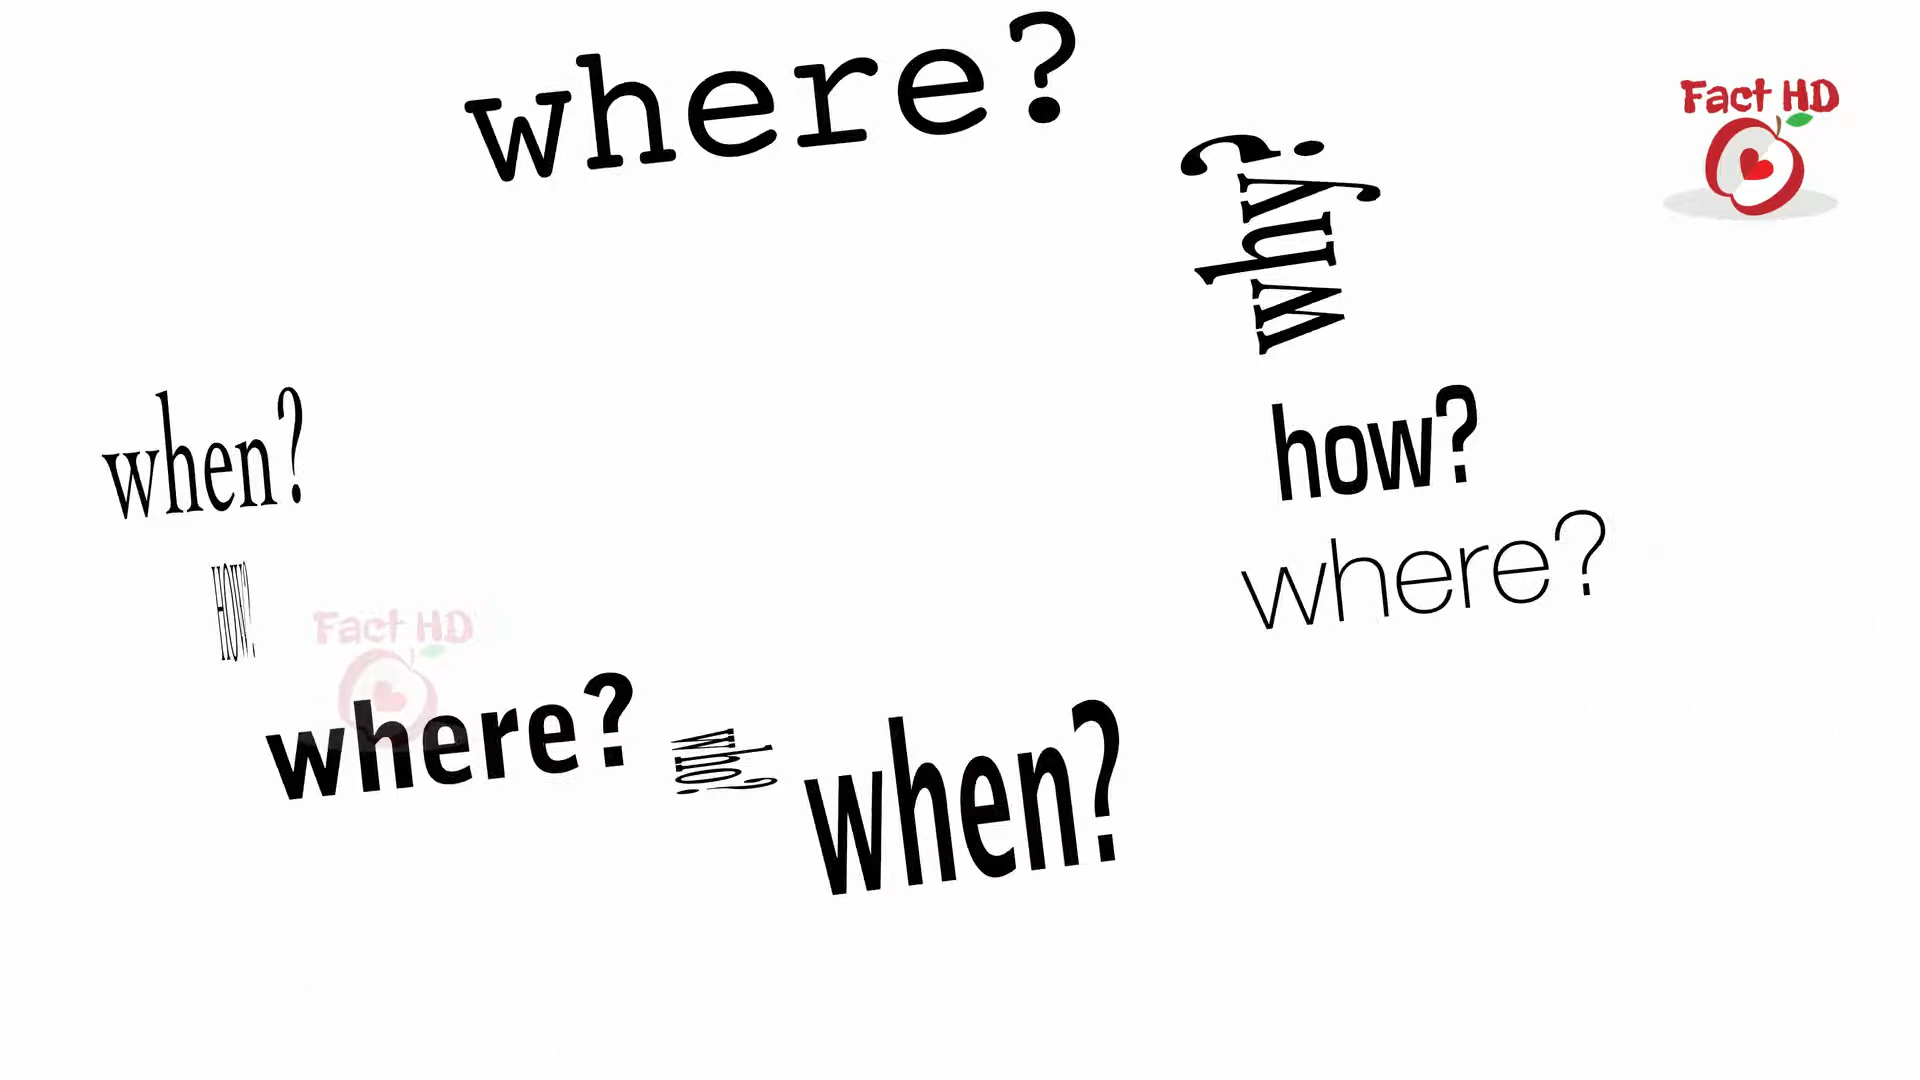 where?
Fact HD
why?
when?
how?
where?
HOW?
Fact HD
where?
who?
when?